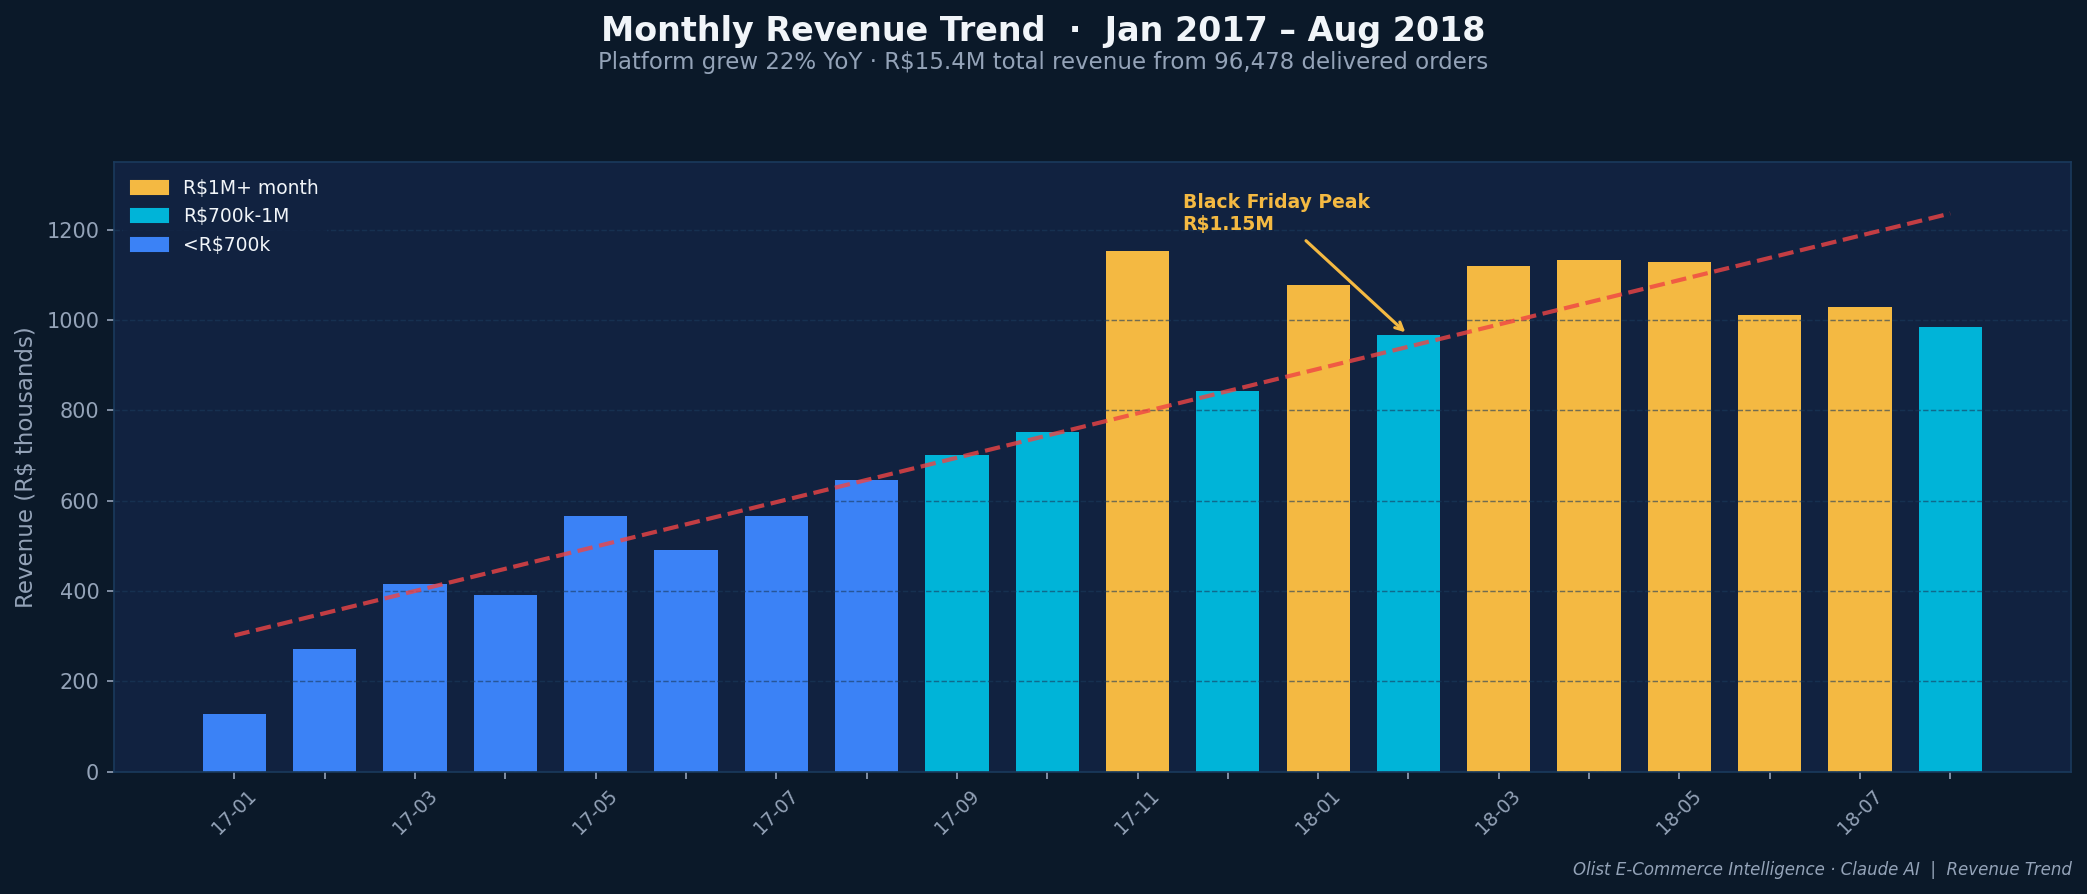 Monthly Revenue Trend · Jan 2017 – Aug 2018
Platform grew 22% YoY · R$15.4M total revenue from 96,478 delivered orders
R$1M+ month
R$700k-1M
<R$700k
Black Friday Peak
R$1.15M
Revenue (R$ thousands)
1200
1000
800
600
400
200
0
17-01
17-03
17-05
17-07
17-09
17-11
18-01
18-03
18-05
18-07
Olist E-Commerce Intelligence · Claude AI | Revenue Trend